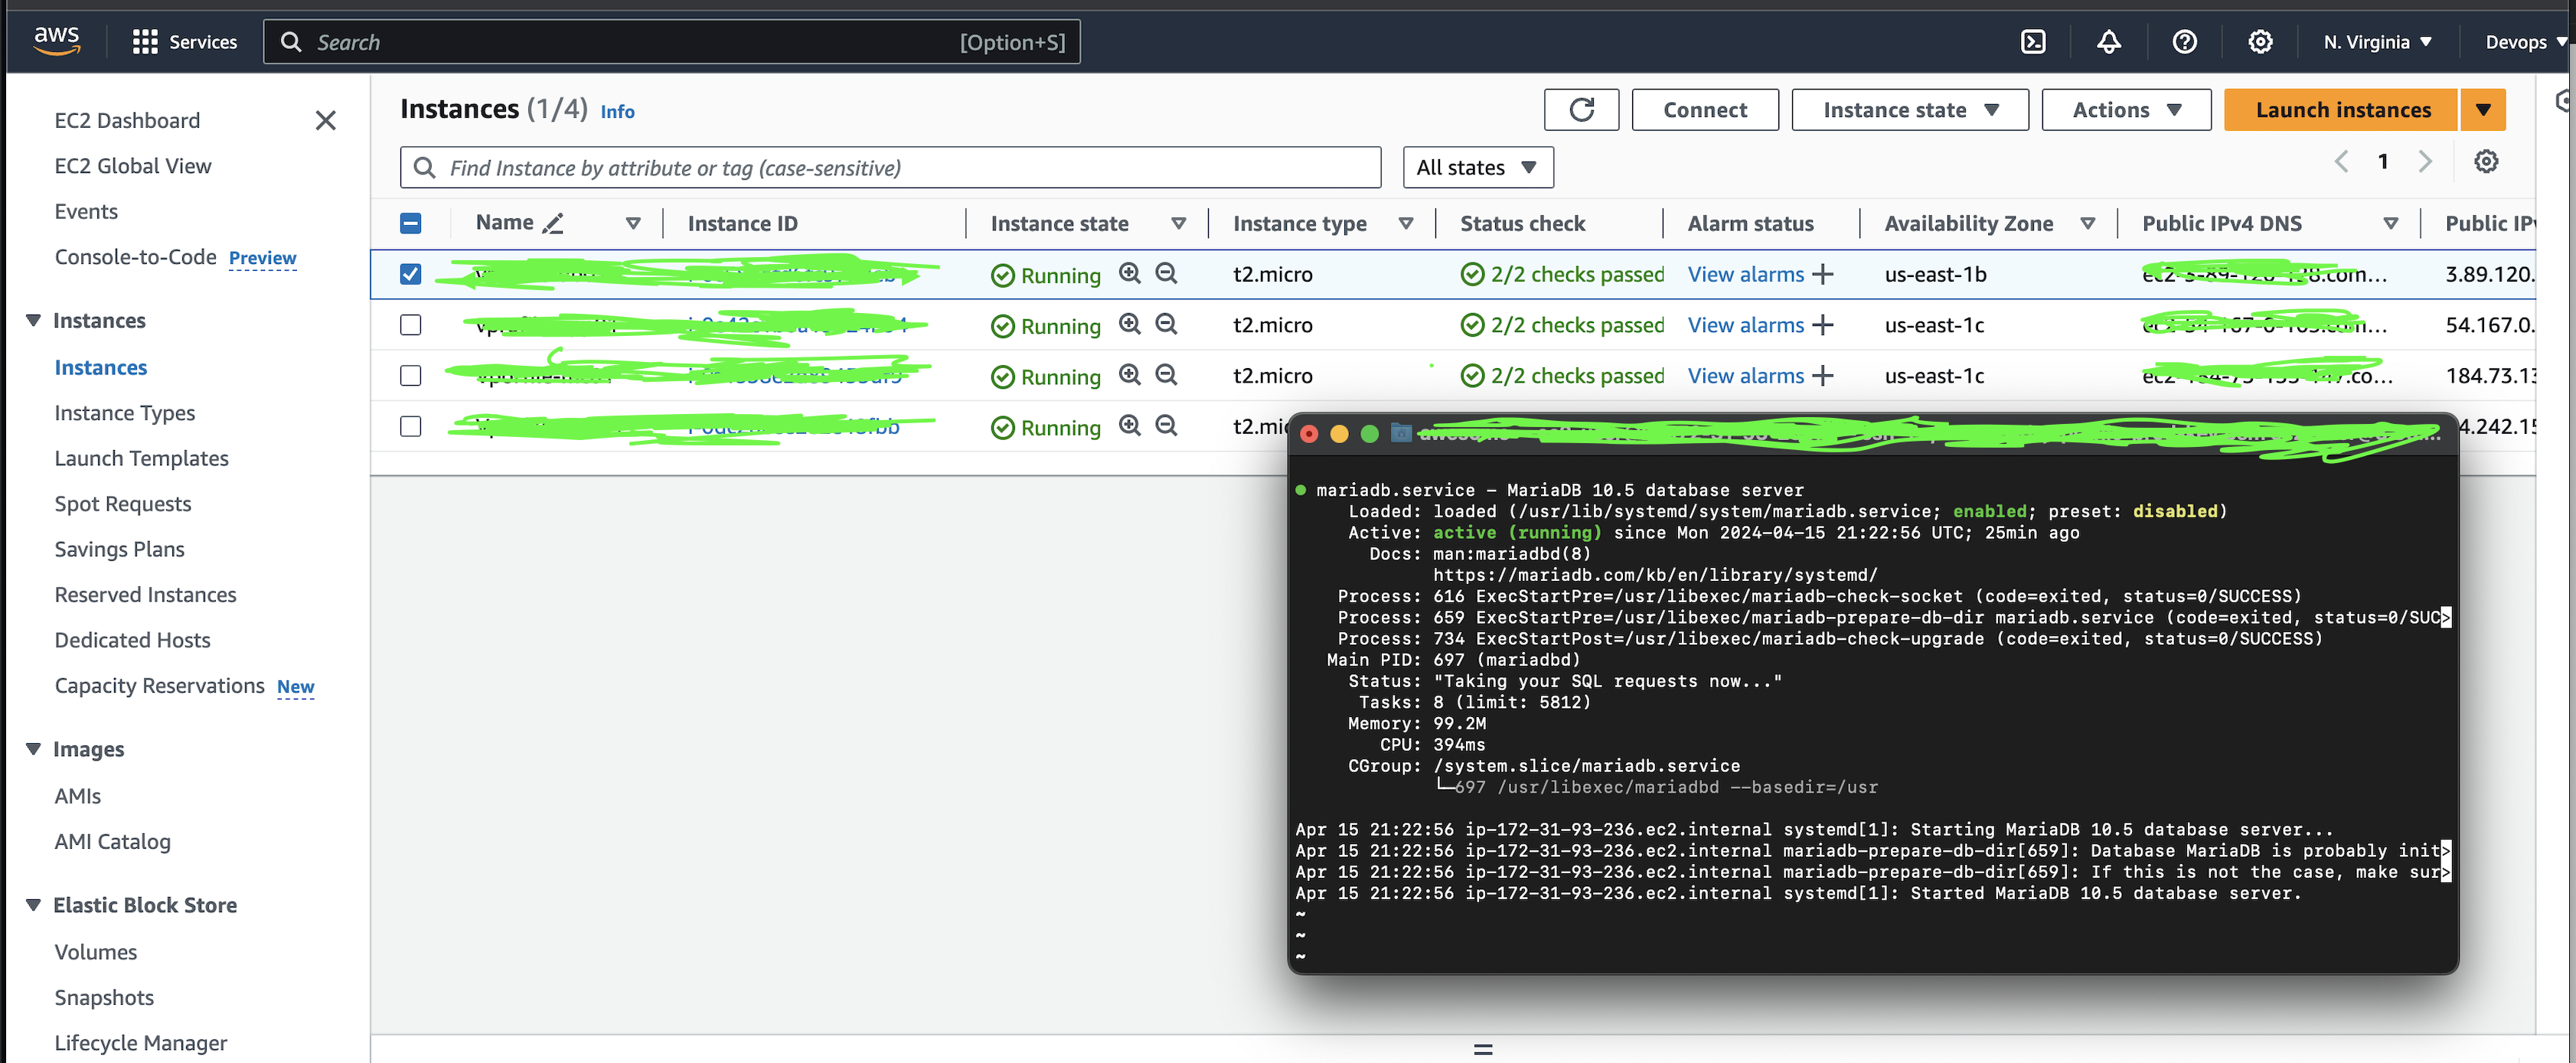 aws Services Search [Option+S] N. Virginia Devops
EC2 Dashboard
EC2 Global View
Events
Console-to-Code Preview
Instances
Instances
Instance Types
Launch Templates
Spot Requests
Savings Plans
Reserved Instances
Dedicated Hosts
Capacity Reservations New
Images
AMIs
AMI Catalog
Elastic Block Store
Volumes
Snapshots
Lifecycle Manager
Instances (1/4) Info Connect Instance state Actions Launch instances
Find Instance by attribute or tag (case-sensitive) All states 1
Name Instance ID Instance state Instance type Status check Alarm status Availability Zone Public IPv4 DNS Public IPv
Running t2.micro 2/2 checks passed View alarms + us-east-1b 3.89.120.
Running t2.micro 2/2 checks passed View alarms + us-east-1c 54.167.0.
Running t2.micro 2/2 checks passed View alarms + us-east-1c 184.73.13
Running t2.mic 4.242.15
mariadb.service – MariaDB 10.5 database server
Loaded: loaded (/usr/lib/systemd/system/mariadb.service; enabled; preset: disabled)
Active: active (running) since Mon 2024-04-15 21:22:56 UTC; 25min ago
Docs: man:mariadbd(8)
https://mariadb.com/kb/en/library/systemd/
Process: 616 ExecStartPre=/usr/libexec/mariadb-check-socket (code=exited, status=0/SUCCESS)
Process: 659 ExecStartPre=/usr/libexec/mariadb-prepare-db-dir mariadb.service (code=exited, status=0/SUC>
Process: 734 ExecStartPost=/usr/libexec/mariadb-check-upgrade (code=exited, status=0/SUCCESS)
Main PID: 697 (mariadbd)
Status: "Taking your SQL requests now..."
Tasks: 8 (limit: 5812)
Memory: 99.2M
CPU: 394ms
CGroup: /system.slice/mariadb.service
└─697 /usr/libexec/mariadbd --basedir=/usr
Apr 15 21:22:56 ip-172-31-93-236.ec2.internal systemd[1]: Starting MariaDB 10.5 database server...
Apr 15 21:22:56 ip-172-31-93-236.ec2.internal mariadb-prepare-db-dir[659]: Database MariaDB is probably init>
Apr 15 21:22:56 ip-172-31-93-236.ec2.internal mariadb-prepare-db-dir[659]: If this is not the case, make sur>
Apr 15 21:22:56 ip-172-31-93-236.ec2.internal systemd[1]: Started MariaDB 10.5 database server.
~
~
~